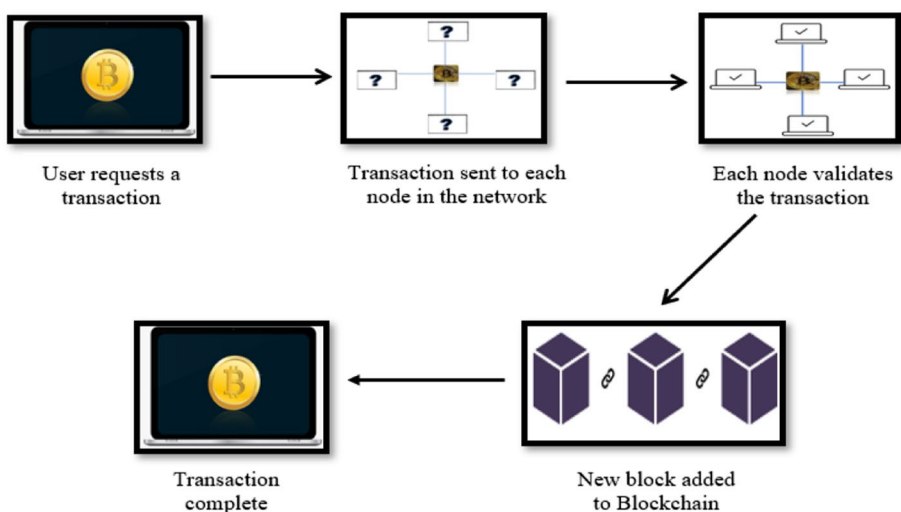 ?
?
?
?
User requests a
transaction
Transaction sent to each
node in the network
Each node validates
the transaction
Transaction
complete
New block added
to Blockchain